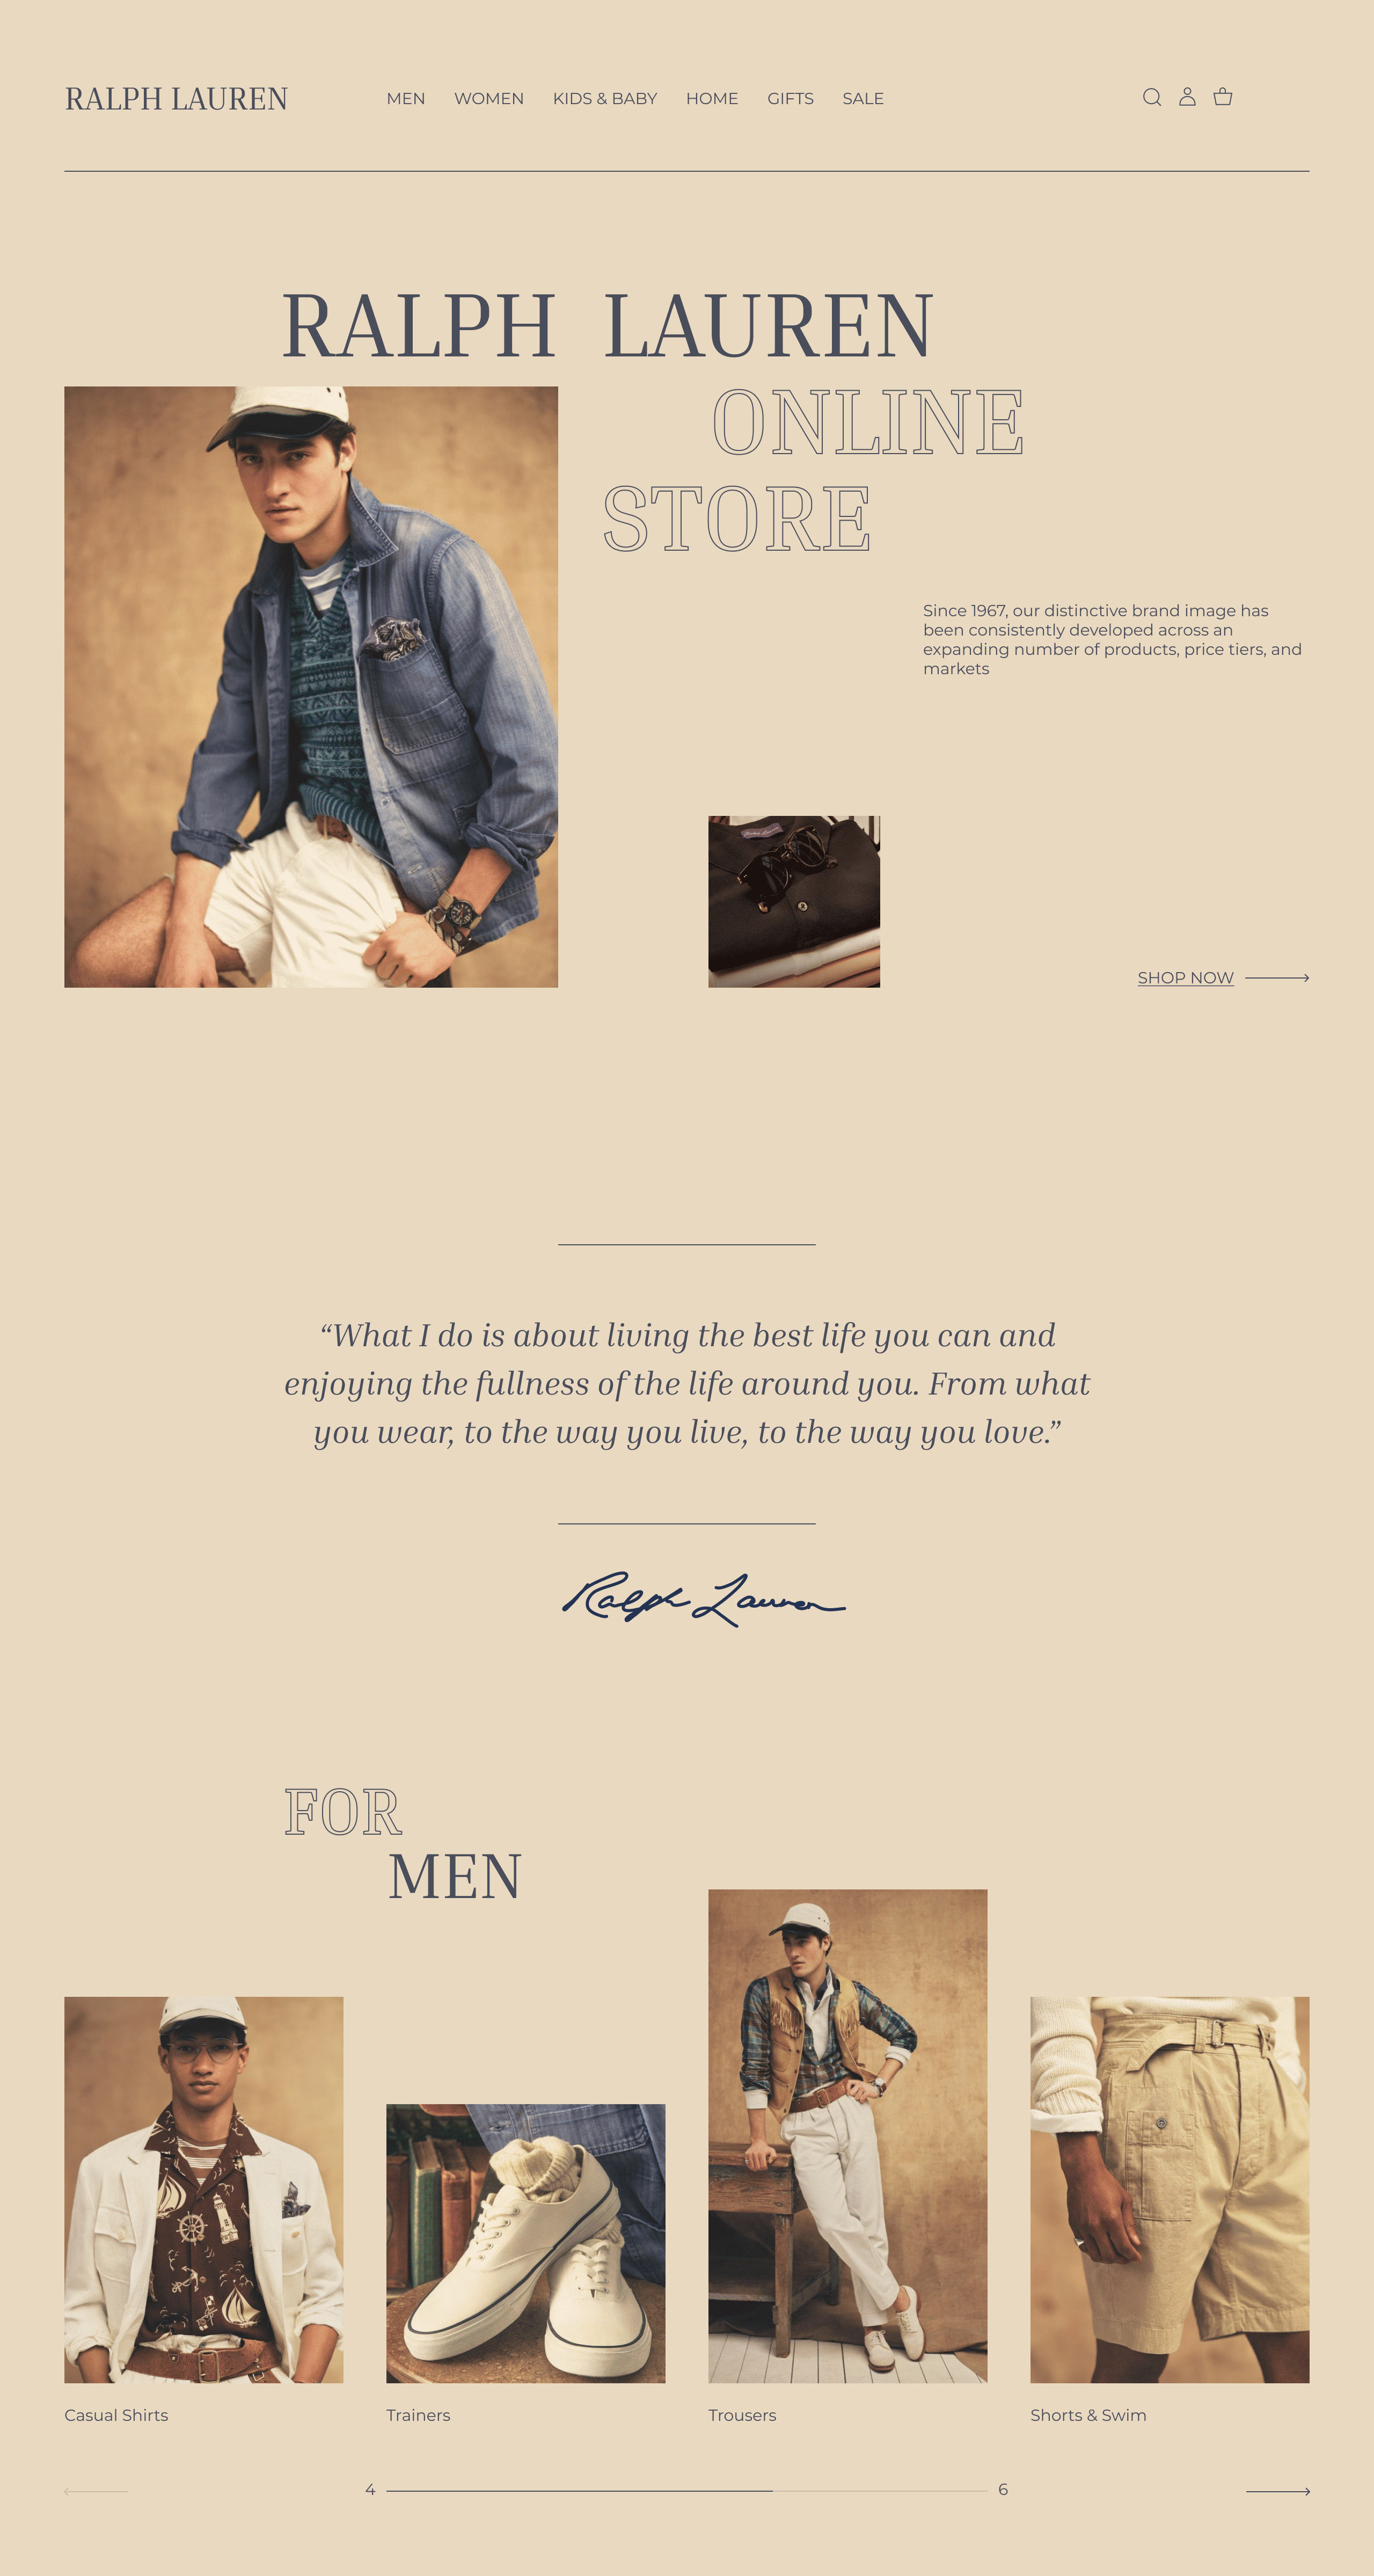 RALPH LAUREN
MEN WOMEN KIDS & BABY HOME GIFTS SALE
RALPH LAUREN
ONLINE
STORE
Since 1967, our distinctive brand image has
been consistently developed across an
expanding number of products, price tiers, and
markets
SHOP NOW
“What I do is about living the best life you can and
enjoying the fullness of the life around you. From what
you wear, to the way you live, to the way you love.”
Ralph Lauren
FOR
MEN
Casual Shirts
Trainers
Trousers
Shorts & Swim
4
6